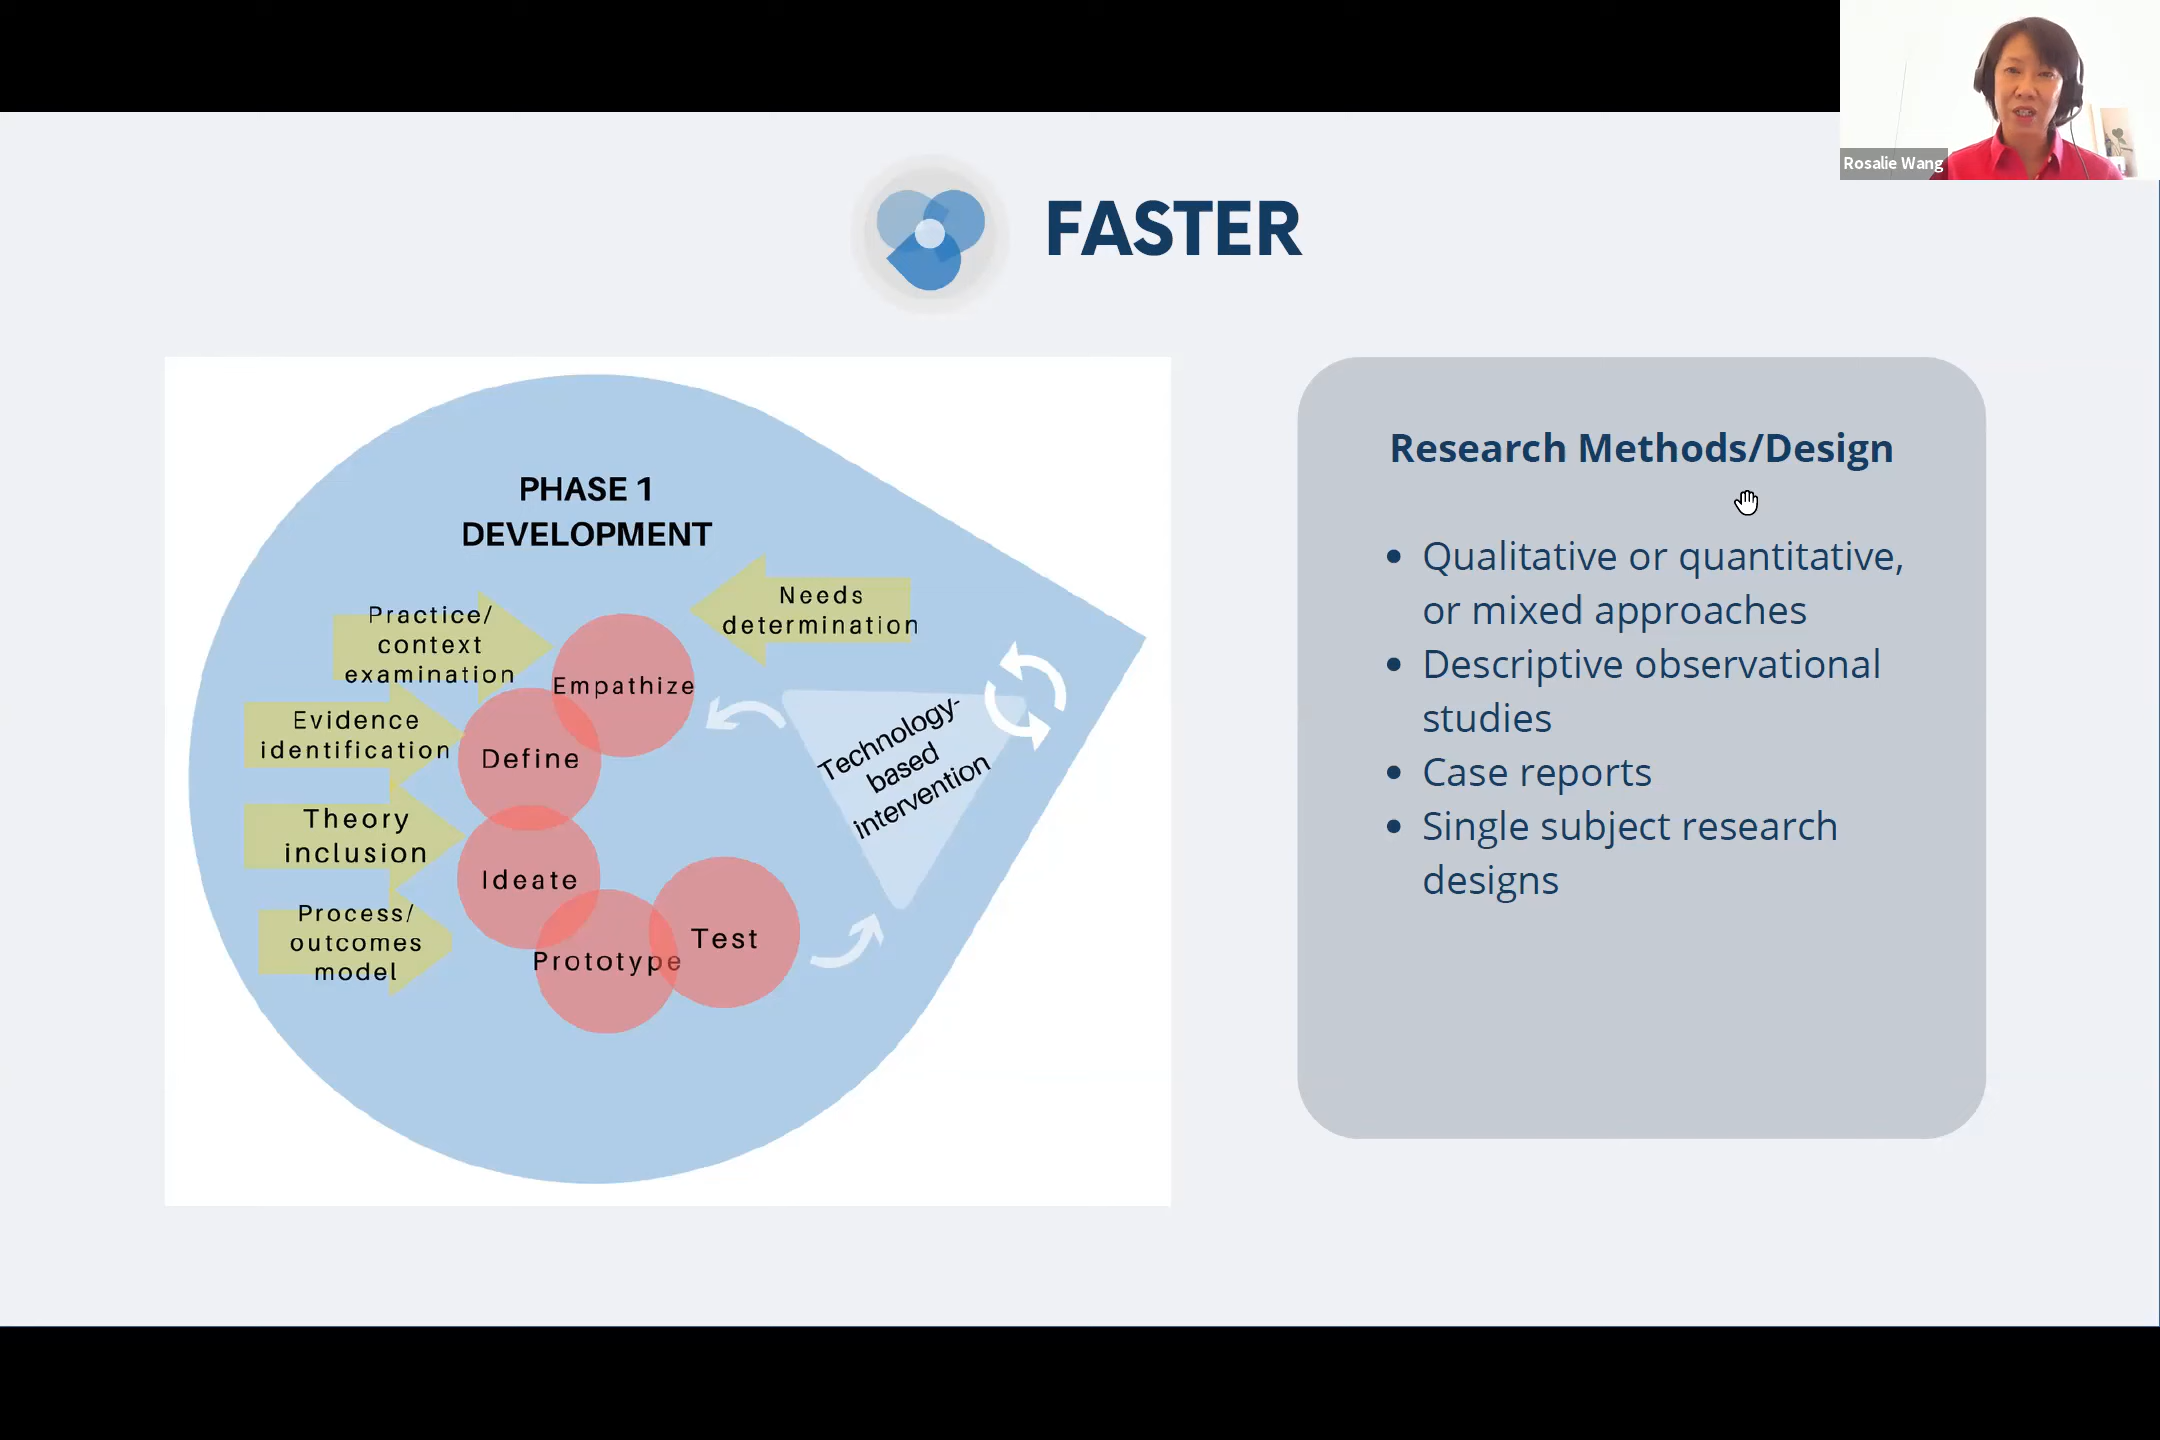 Rosalie Wang
FASTER
PHASE 1
DEVELOPMENT
Needs
determination
Practice/
context
examination
Empathize
Evidence
identification
Define
Technology-
based
intervention
Theory
inclusion
Ideate
Process/
outcomes
model
Prototype
Test
Research Methods/Design
• Qualitative or quantitative,
or mixed approaches
• Descriptive observational
studies
• Case reports
• Single subject research
designs